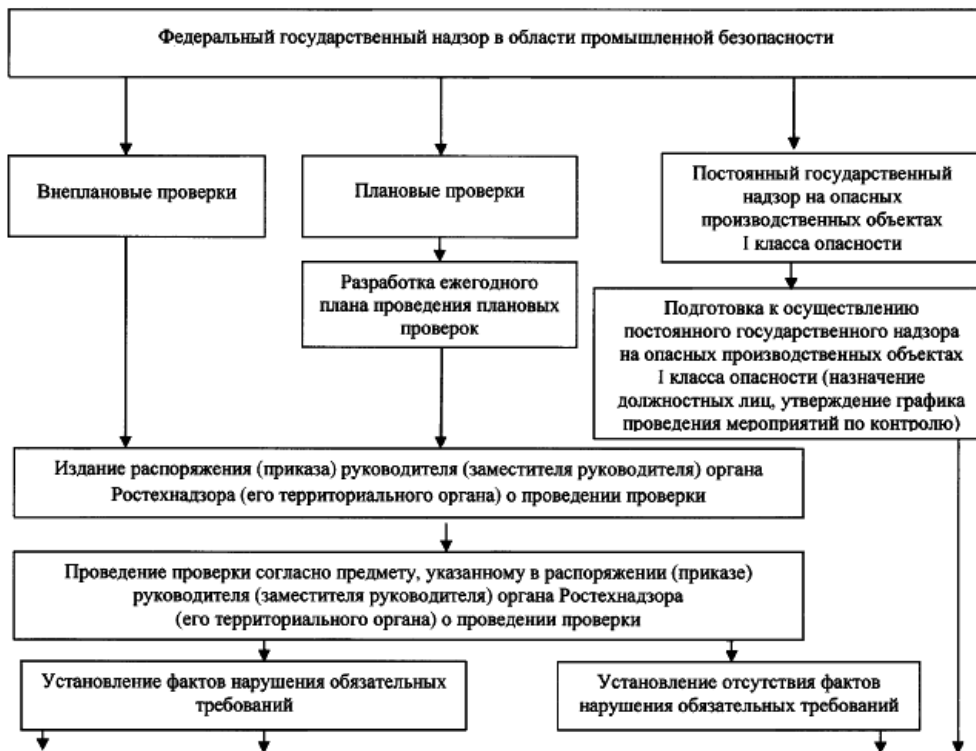 Федеральный государственный надзор в области промышленной безопасности
Внеплановые проверки
Плановые проверки
Постоянный государственный
надзор на опасных
производственных объектах
I класса опасности
Разработка ежегодного
плана проведения плановых
проверок
Подготовка к осуществлению
постоянного государственного надзора
на опасных производственных объектах
I класса опасности (назначение
должностных лиц, утверждение графика
проведения мероприятий по контролю)
Издание распоряжения (приказа) руководителя (заместителя руководителя) органа
Ростехнадзора (его территориального органа) о проведении проверки
Проведение проверки согласно предмету, указанному в распоряжении (приказе)
руководителя (заместителя руководителя) органа Ростехнадзора
(его территориального органа) о проведении проверки
Установление фактов нарушения обязательных
требований
Установление отсутствия фактов
нарушения обязательных требований